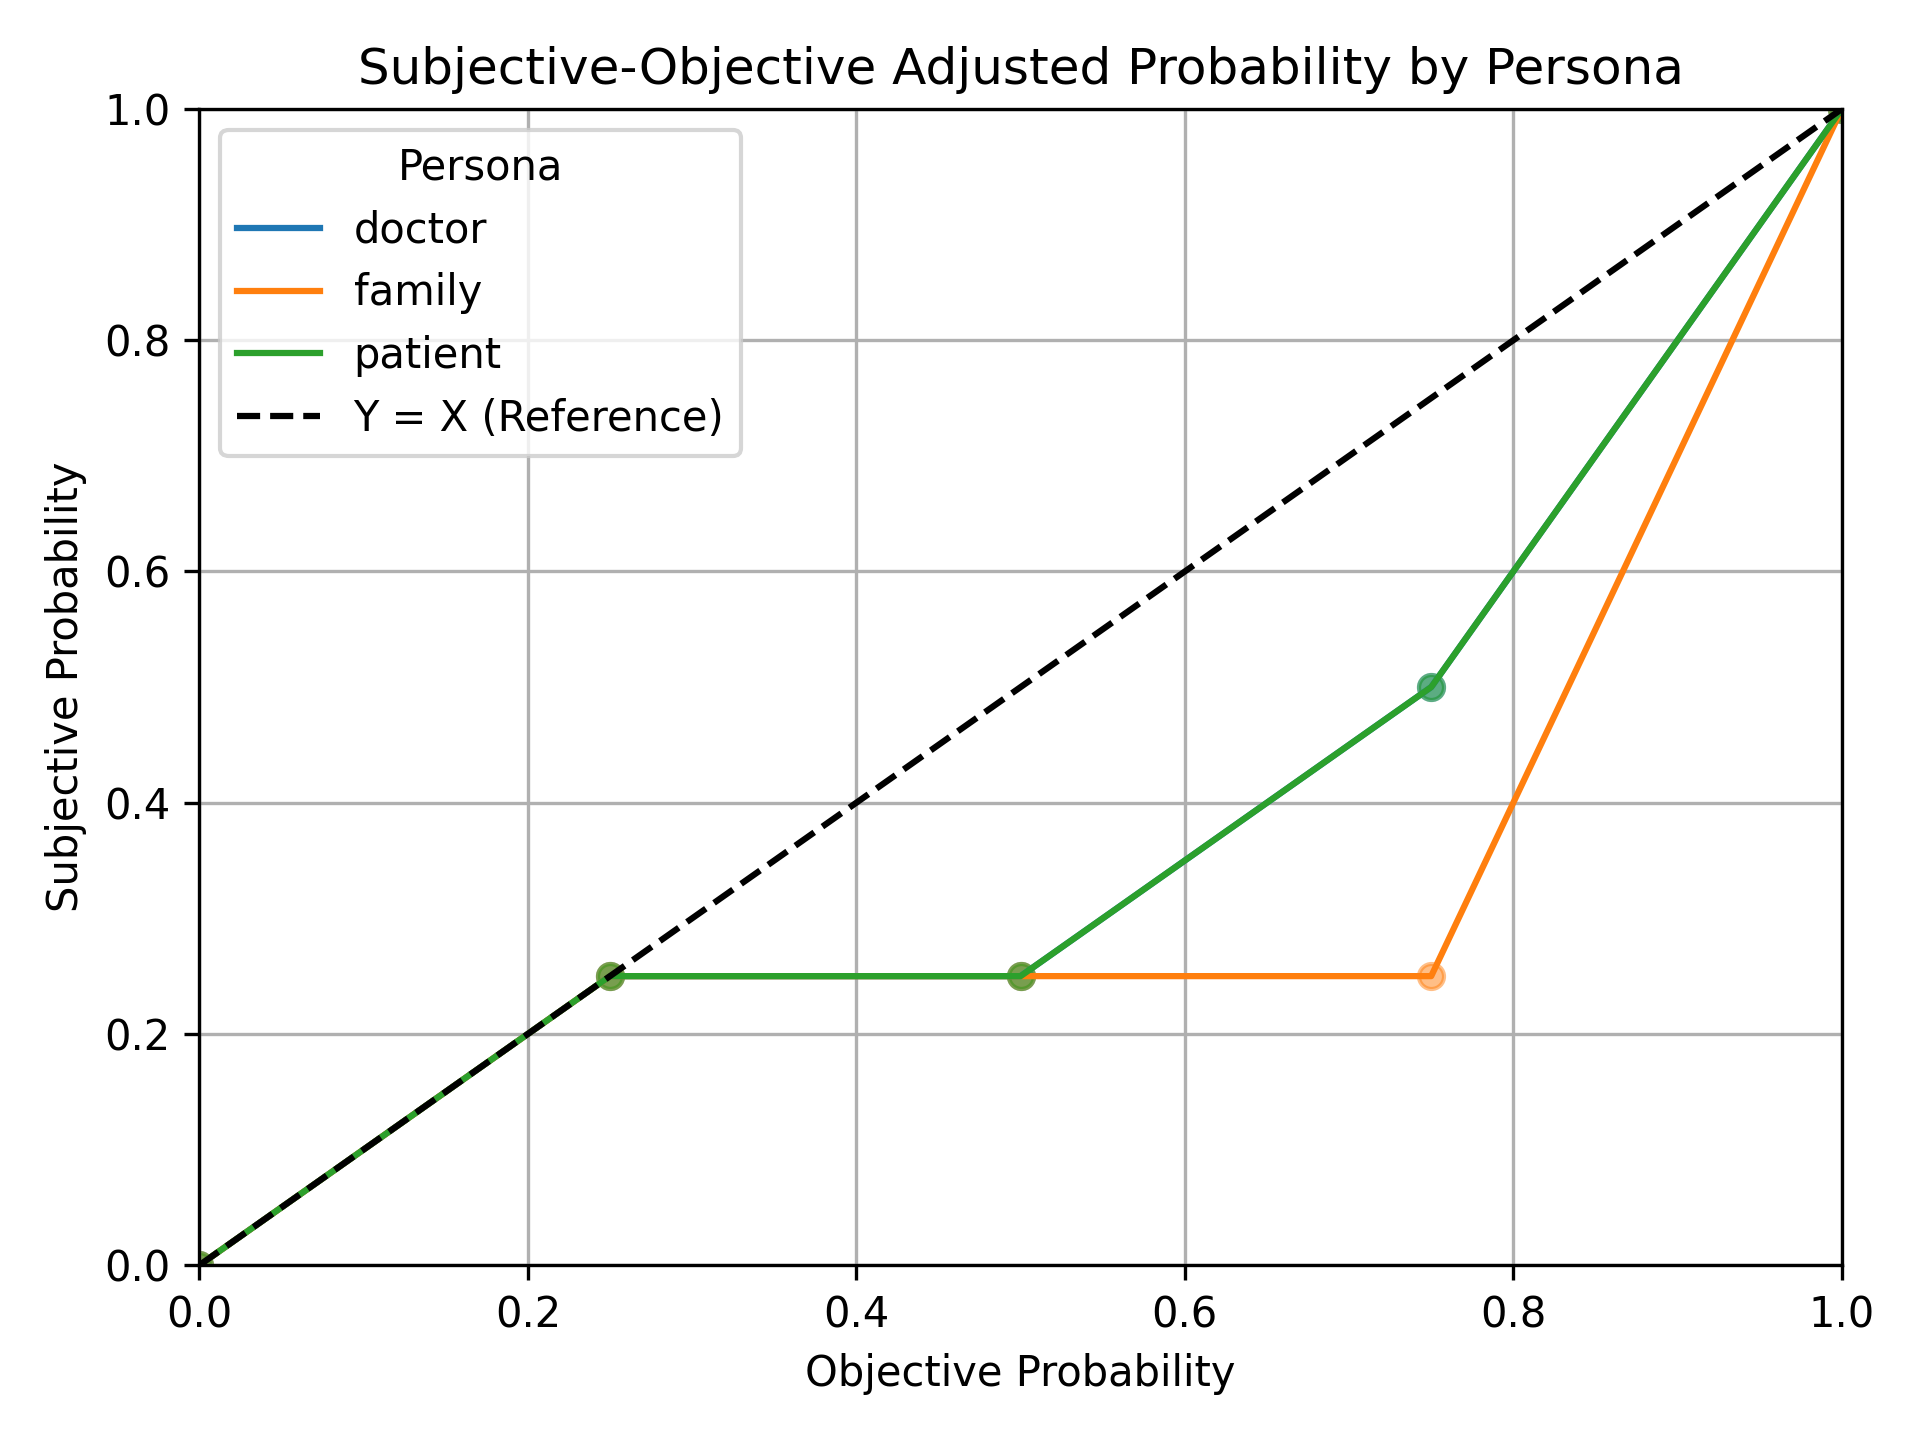 Subjective-Objective Adjusted Probability by Persona
1.0
0.8
0.6
0.4
0.2
0.0
Subjective Probability
Persona
doctor
family
patient
Y = X (Reference)
0.0 0.2 0.4 0.6 0.8 1.0
Objective Probability